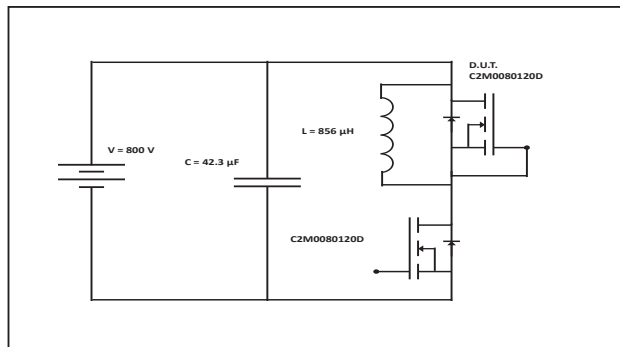 D.U.T.
C2M0080120D
L = 856 μH
V = 800 V
C = 42.3 μF
C2M0080120D